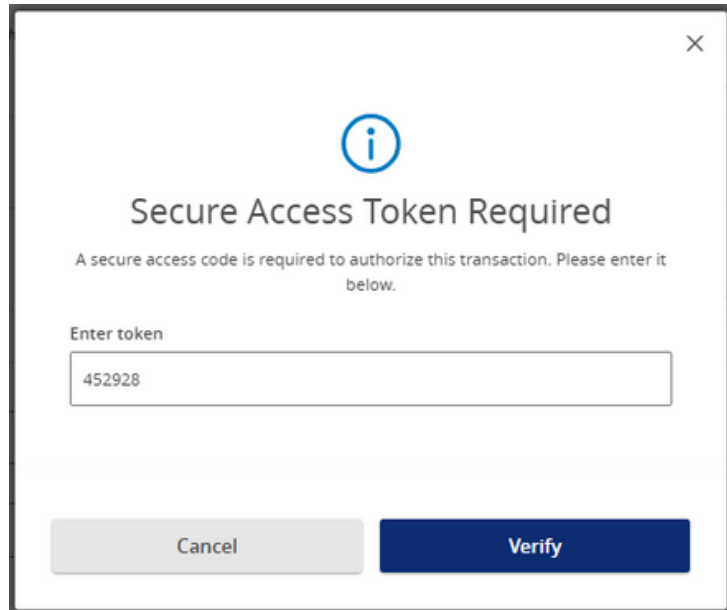 Secure Access Token Required
A secure access code is required to authorize this transaction. Please enter it
below.
Enter token
452928
Cancel
Verify